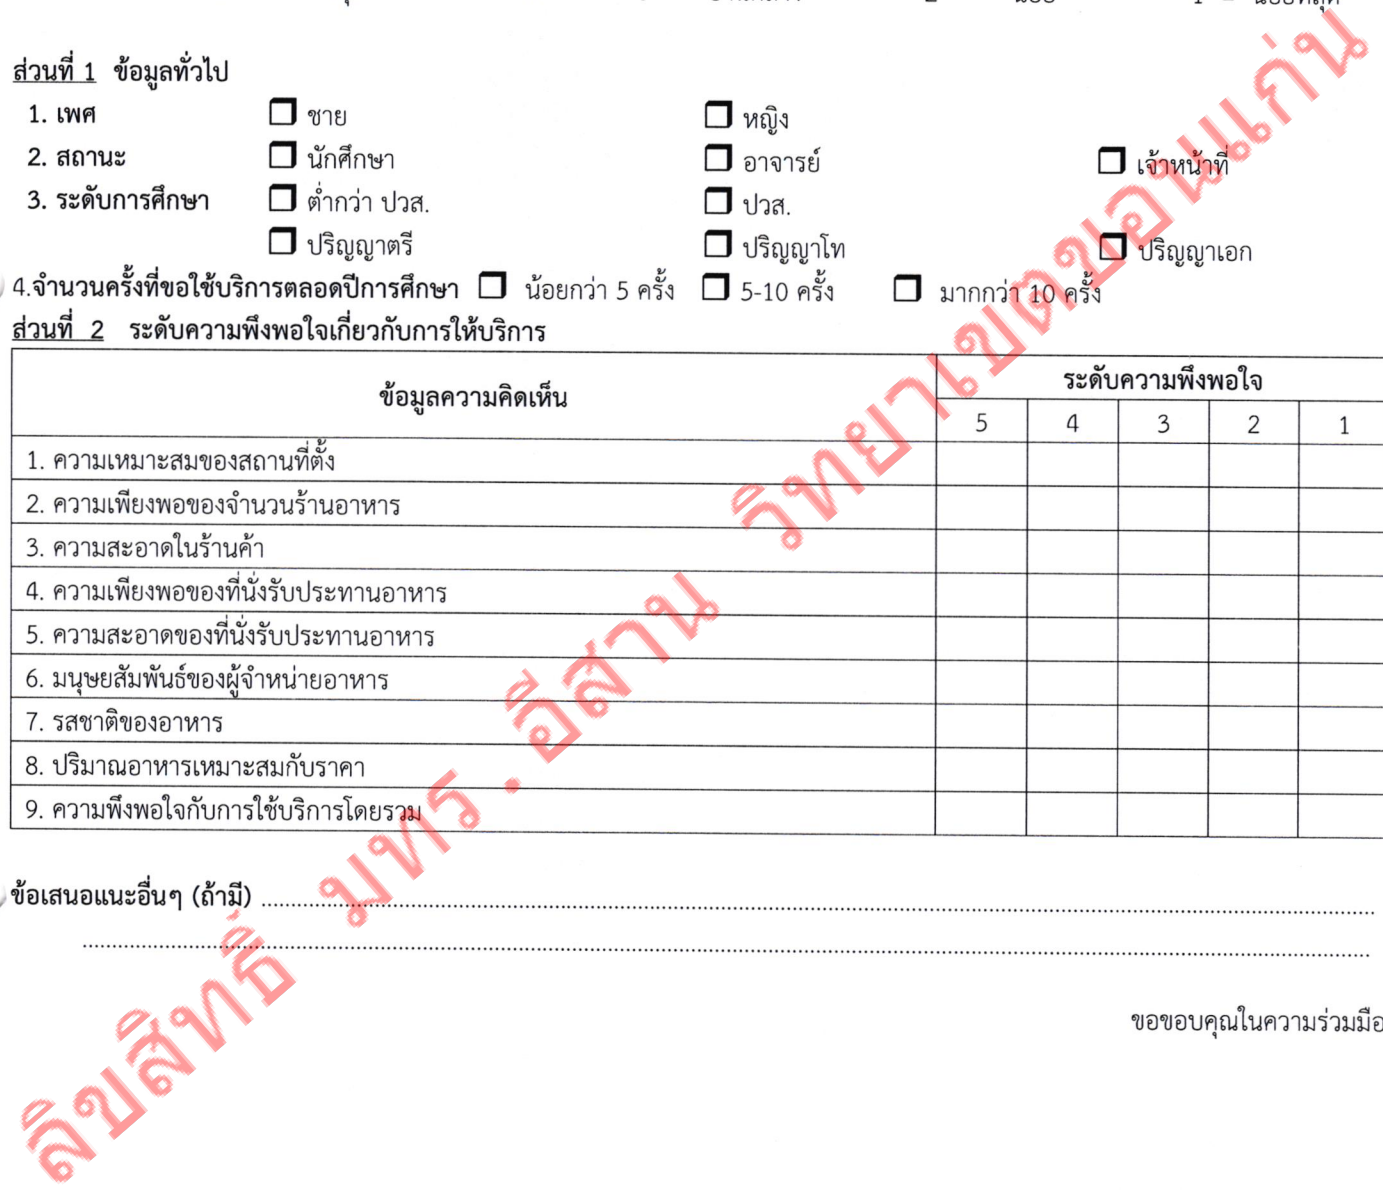 2
1 =
ส่วนที่ 1 ข้อมูลทั่วไป
1. เพศ ชาย หญิง
2. สถานะ นักศึกษา อาจารย์ เจ้าหน้าที่
3. ระดับการศึกษา ต่ำกว่า ปวส. ปวส.
ปริญญาตรี ปริญญาโท ปริญญาเอก
4.จำนวนครั้งที่ขอใช้บริการตลอดปีการศึกษา น้อยกว่า 5 ครั้ง 5-10 ครั้ง มากกว่า 10 ครั้ง
ส่วนที่ 2 ระดับความพึงพอใจเกี่ยวกับการให้บริการ
ข้อมูลความคิดเห็น ระดับความพึงพอใจ
5 4 3 2 1
1. ความเหมาะสมของสถานที่ตั้ง
2. ความเพียงพอของจำนวนร้านอาหาร
3. ความสะอาดในร้านค้า
4. ความเพียงพอของที่นั่งรับประทานอาหาร
5. ความสะอาดของที่นั่งรับประทานอาหาร
6. มนุษยสัมพันธ์ของผู้จำหน่ายอาหาร
7. รสชาติของอาหาร
8. ปริมาณอาหารเหมาะสมกับราคา
9. ความพึงพอใจกับการใช้บริการโดยรวม
ข้อเสนอแนะอื่นๆ (ถ้ามี)
ขอขอบคุณในความร่วมมือ
ลิขสิทธิ์ มทร.อีสาน วิทยาเขตขอนแก่น